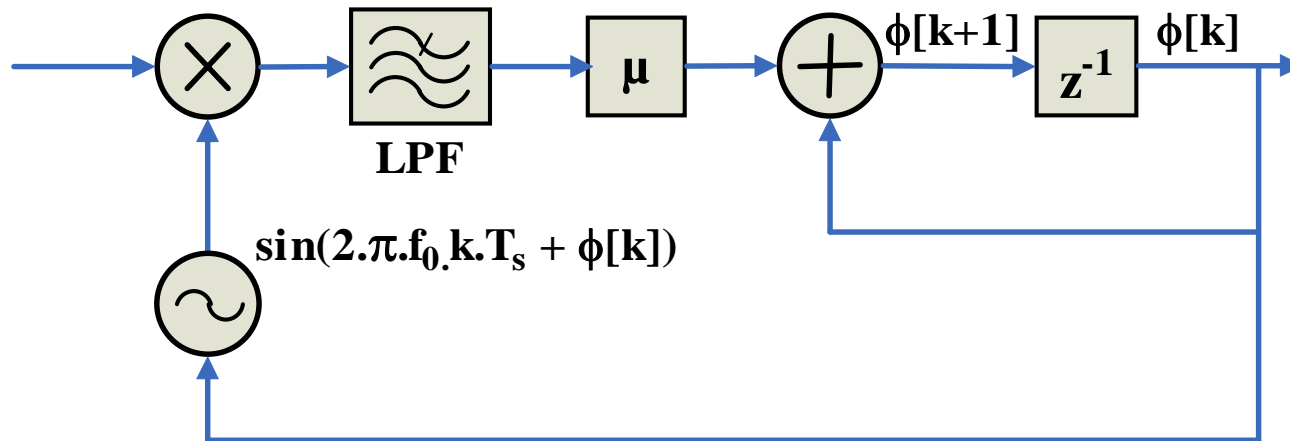 μ
ϕ[k+1]
z⁻¹
ϕ[k]
LPF
sin(2.π.f₀.k.Tₛ + ϕ[k])